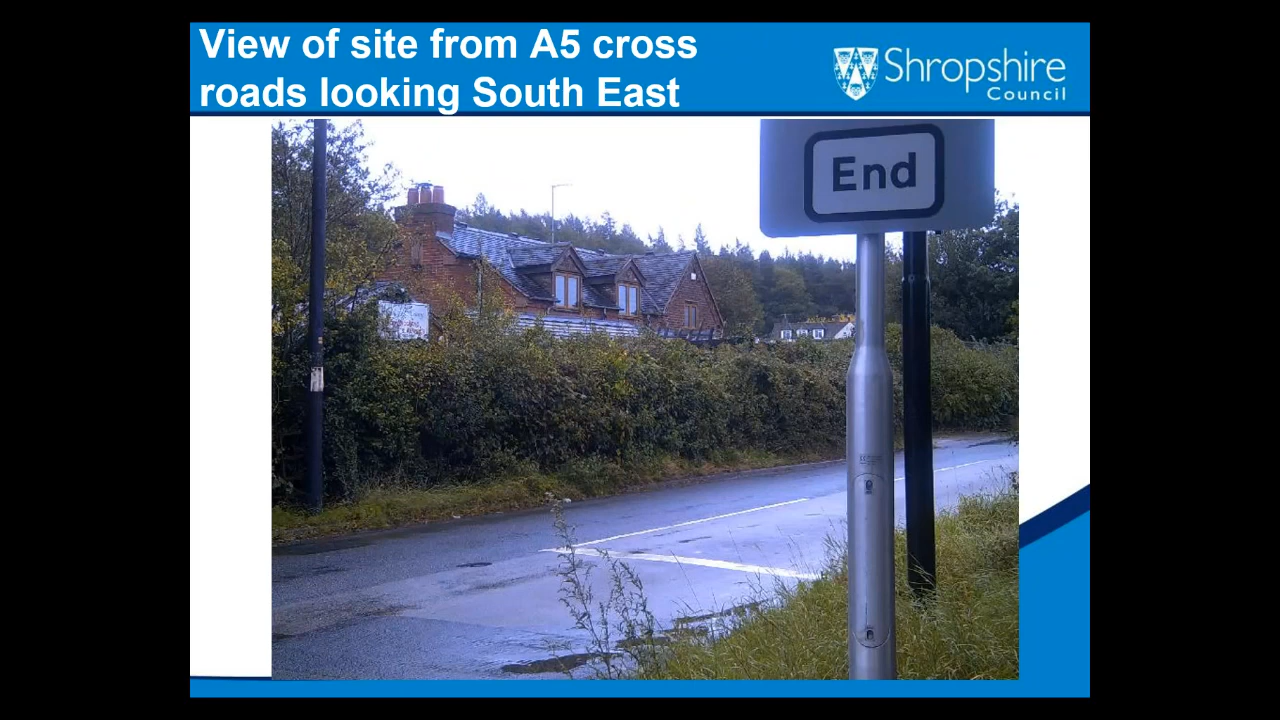 View of site from A5 cross
roads looking South East
Shropshire
Council
End